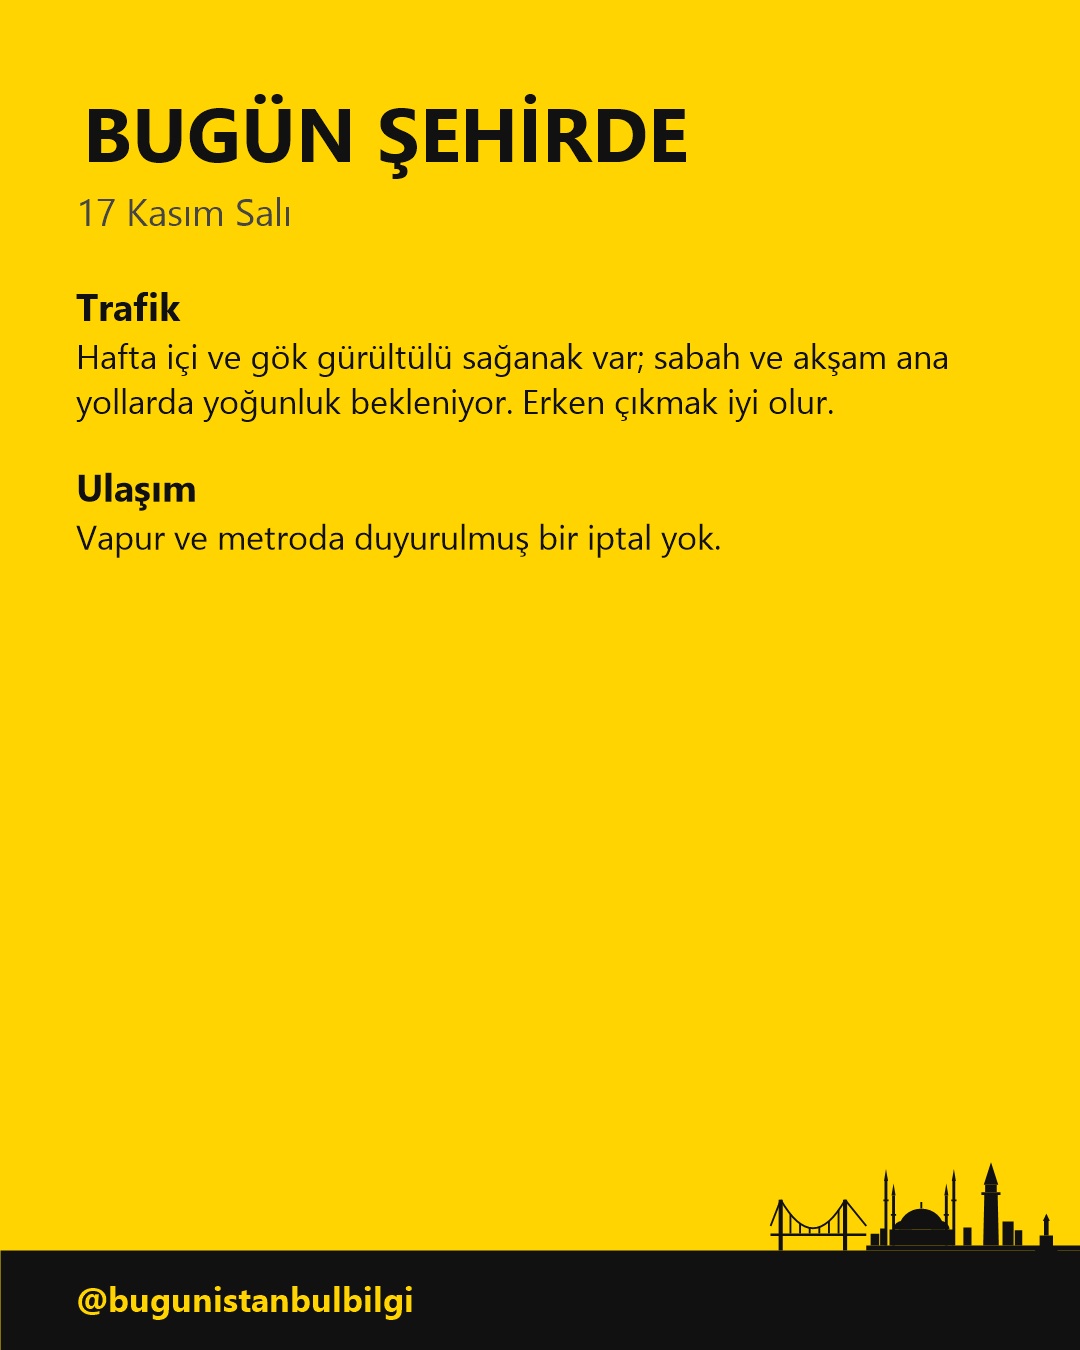 BUGÜN ŞEHİRDE
17 Kasım Salı
Trafik
Hafta içi ve gök gürültülü sağanak var; sabah ve akşam ana
yollarda yoğunluk bekleniyor. Erken çıkmak iyi olur.
Ulaşım
Vapur ve metroda duyurulmuş bir iptal yok.
@bugunistanbulbilgi